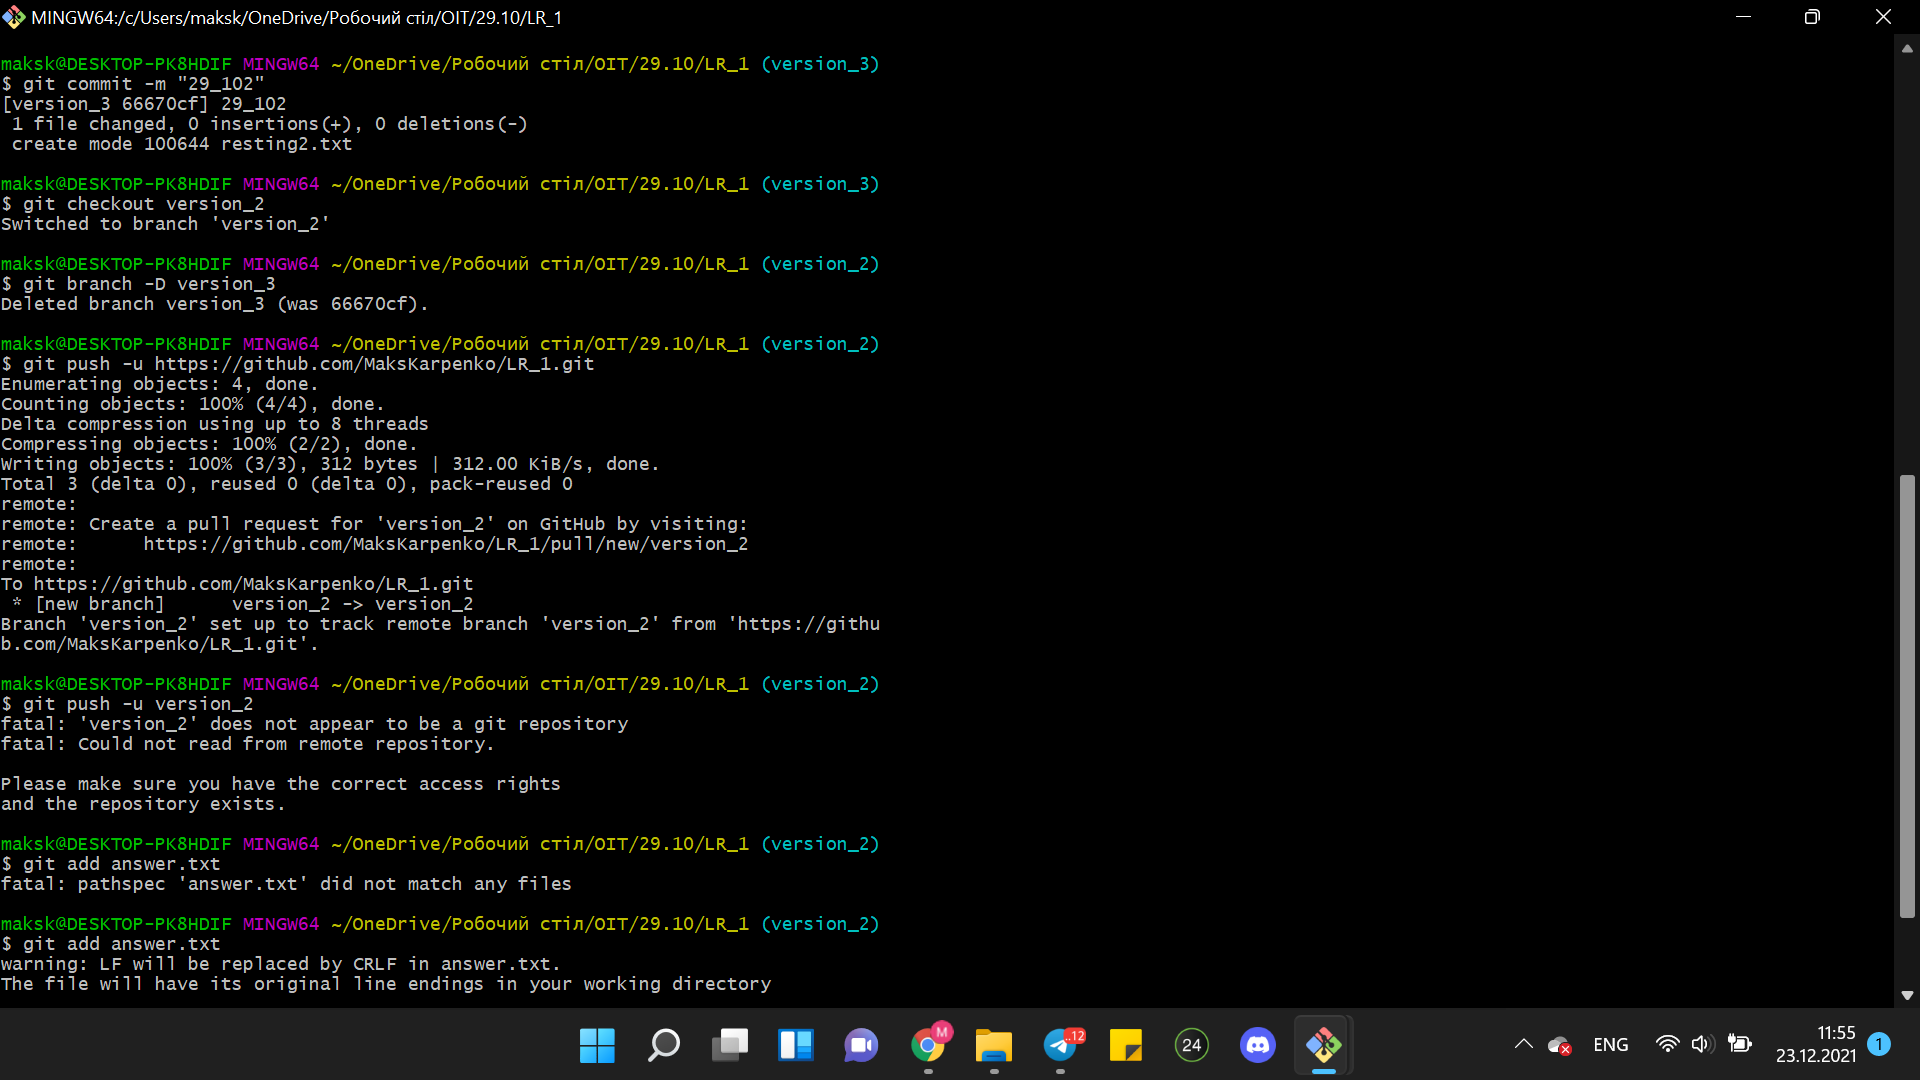 MINGW64:/c/Users/maksk/OneDrive/Робочий стіл/OIT/29.10/LR_1
maksk@DESKTOP-PK8HDIF MINGW64 ~/OneDrive/Робочий стіл/OIT/29.10/LR_1 (version_3)
$ git commit -m "29_102"
[version_3 66670cf] 29_102
 1 file changed, 0 insertions(+), 0 deletions(-)
 create mode 100644 resting2.txt
maksk@DESKTOP-PK8HDIF MINGW64 ~/OneDrive/Робочий стіл/OIT/29.10/LR_1 (version_3)
$ git checkout version_2
Switched to branch 'version_2'
maksk@DESKTOP-PK8HDIF MINGW64 ~/OneDrive/Робочий стіл/OIT/29.10/LR_1 (version_2)
$ git branch -D version_3
Deleted branch version_3 (was 66670cf).
maksk@DESKTOP-PK8HDIF MINGW64 ~/OneDrive/Робочий стіл/OIT/29.10/LR_1 (version_2)
$ git push -u https://github.com/MaksKarpenko/LR_1.git
Enumerating objects: 4, done.
Counting objects: 100% (4/4), done.
Delta compression using up to 8 threads
Compressing objects: 100% (2/2), done.
Writing objects: 100% (3/3), 312 bytes | 312.00 KiB/s, done.
Total 3 (delta 0), reused 0 (delta 0), pack-reused 0
remote:
remote: Create a pull request for 'version_2' on GitHub by visiting:
remote:      https://github.com/MaksKarpenko/LR_1/pull/new/version_2
remote:
To https://github.com/MaksKarpenko/LR_1.git
 * [new branch]      version_2 -> version_2
Branch 'version_2' set up to track remote branch 'version_2' from 'https://githu
b.com/MaksKarpenko/LR_1.git'.
maksk@DESKTOP-PK8HDIF MINGW64 ~/OneDrive/Робочий стіл/OIT/29.10/LR_1 (version_2)
$ git push -u version_2
fatal: 'version_2' does not appear to be a git repository
fatal: Could not read from remote repository.
Please make sure you have the correct access rights
and the repository exists.
maksk@DESKTOP-PK8HDIF MINGW64 ~/OneDrive/Робочий стіл/OIT/29.10/LR_1 (version_2)
$ git add answer.txt
fatal: pathspec 'answer.txt' did not match any files
maksk@DESKTOP-PK8HDIF MINGW64 ~/OneDrive/Робочий стіл/OIT/29.10/LR_1 (version_2)
$ git add answer.txt
warning: LF will be replaced by CRLF in answer.txt.
The file will have its original line endings in your working directory
M
..12
24
ENG
11:55
23.12.2021
1